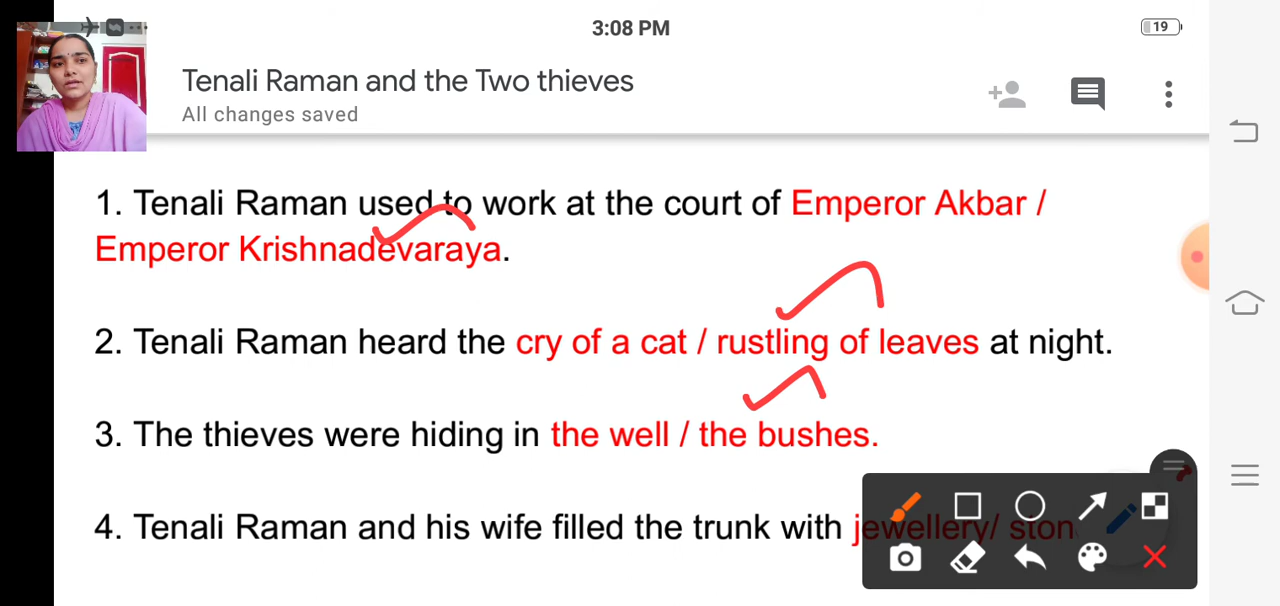 3:08 PM
19
Tenali Raman and the Two thieves
All changes saved
1. Tenali Raman used to work at the court of Emperor Akbar /
Emperor Krishnadevaraya.
2. Tenali Raman heard the cry of a cat / rustling of leaves at night.
3. The thieves were hiding in the well / the bushes.
4. Tenali Raman and his wife filled the trunk with jewellery/ ston